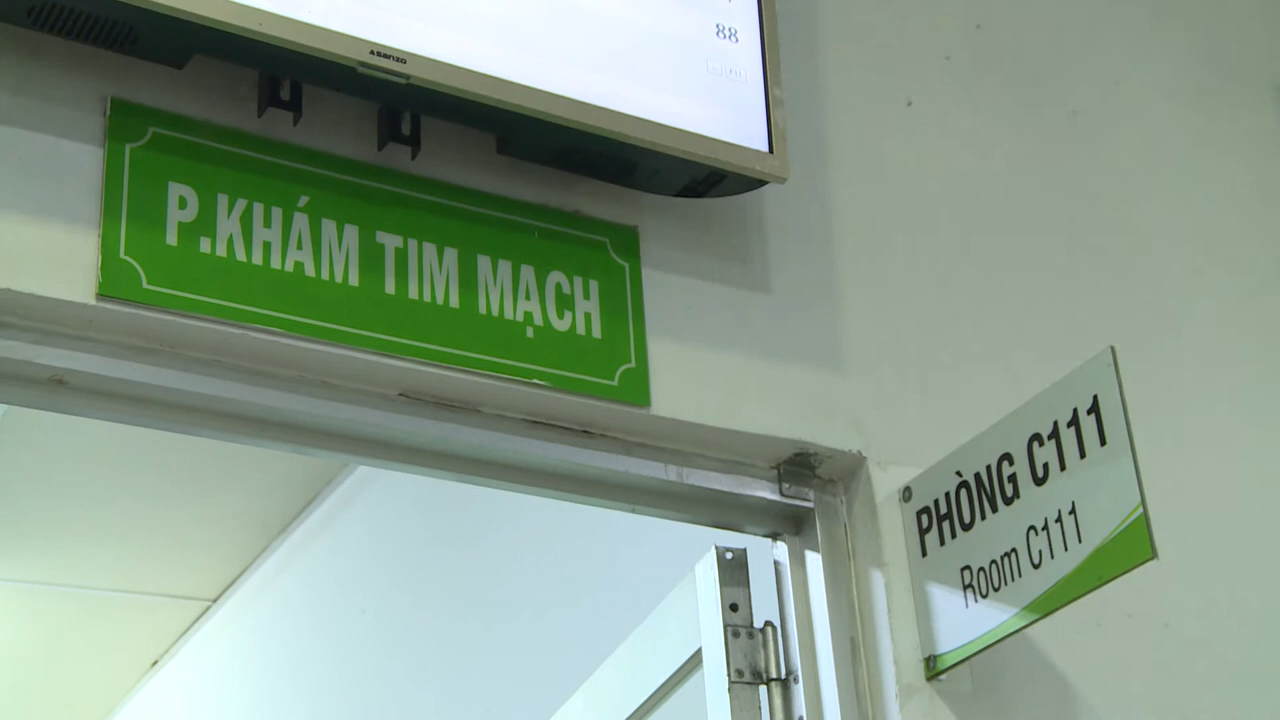 88
Asanzo
P.KHÁM TIM MẠCH
PHÒNG C111
Room C111